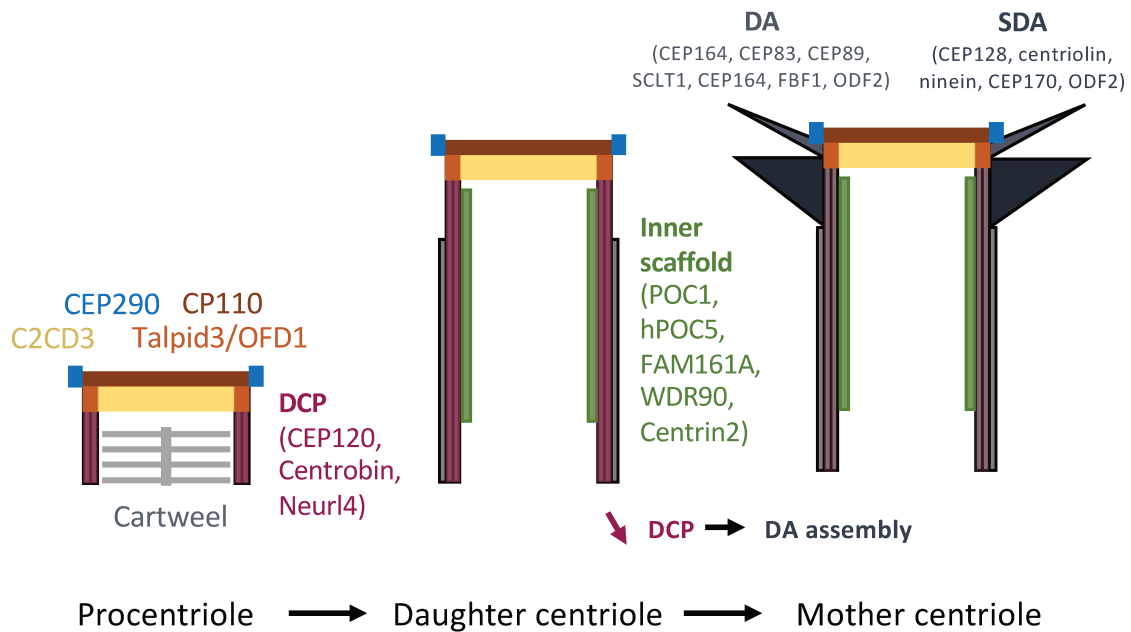 DA
(CEP164, CEP83, CEP89,
SCLT1, CEP164, FBF1, ODF2)
SDA
(CEP128, centriolin,
ninein, CEP170, ODF2)
CEP290 CP110
C2CD3 Talpid3/OFD1
DCP
(CEP120,
Centrobin,
Neurl4)
Cartweel
Inner
scaffold
(POC1,
hPOC5,
FAM161A,
WDR90,
Centrin2)
DCP DA assembly
Procentriole Daughter centriole Mother centriole